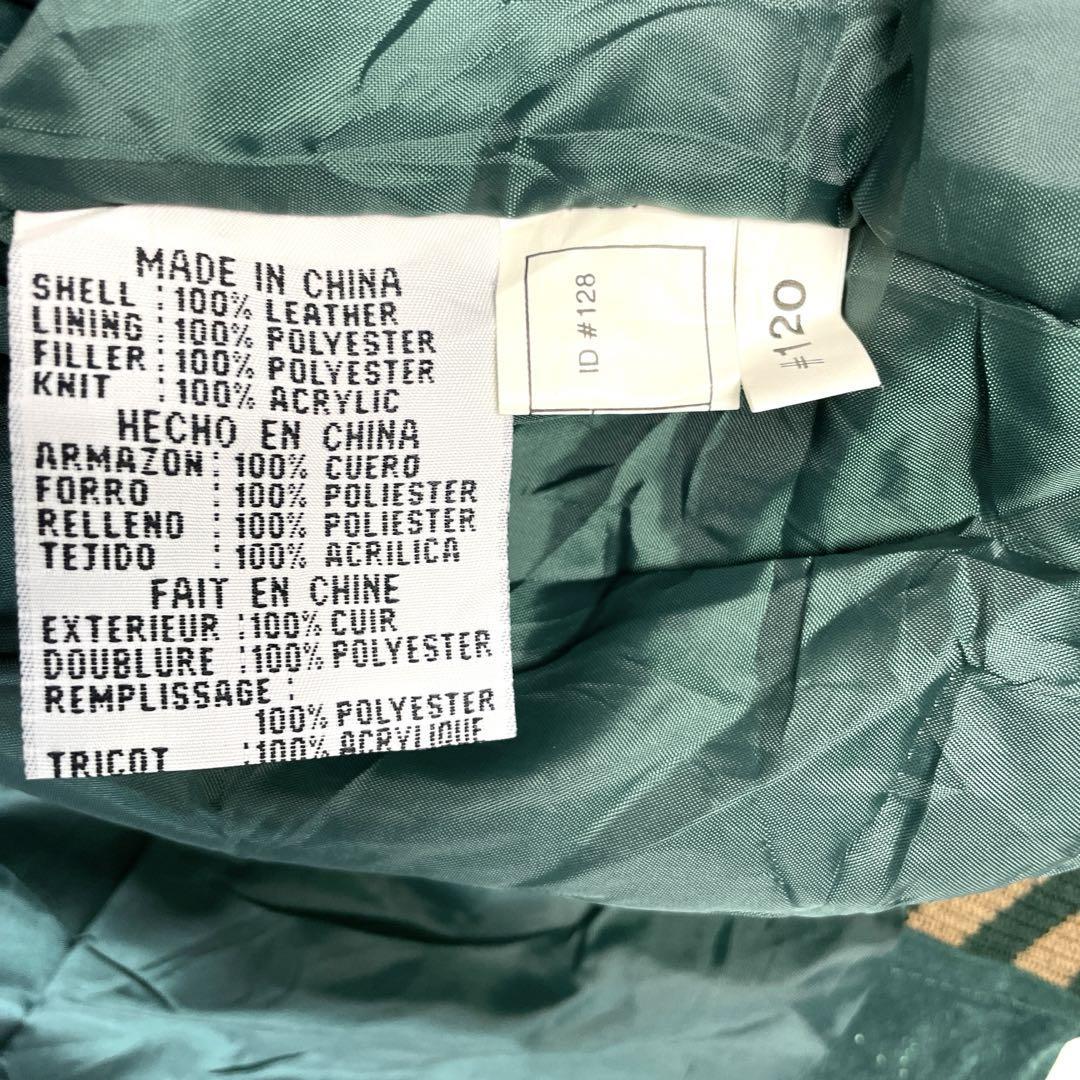 MADE IN CHINA
SHELL : 100% LEATHER
LINING : 100% POLYESTER
FILLER : 100% POLYESTER
KNIT : 100% ACRYLIC
HECHO EN CHINA
ARMAZON : 100% CUERO
FORRO : 100% POLIESTER
RELLENO : 100% POLIESTER
TEJIDO : 100% ACRILICA
FAIT EN CHINE
EXTERIEUR : 100% CUIR
DOUBLURE : 100% POLYESTER
REMPLISSAGE :
100% POLYESTER
TRICOT : 100% ACRYLIQUE
ID # 128
#120